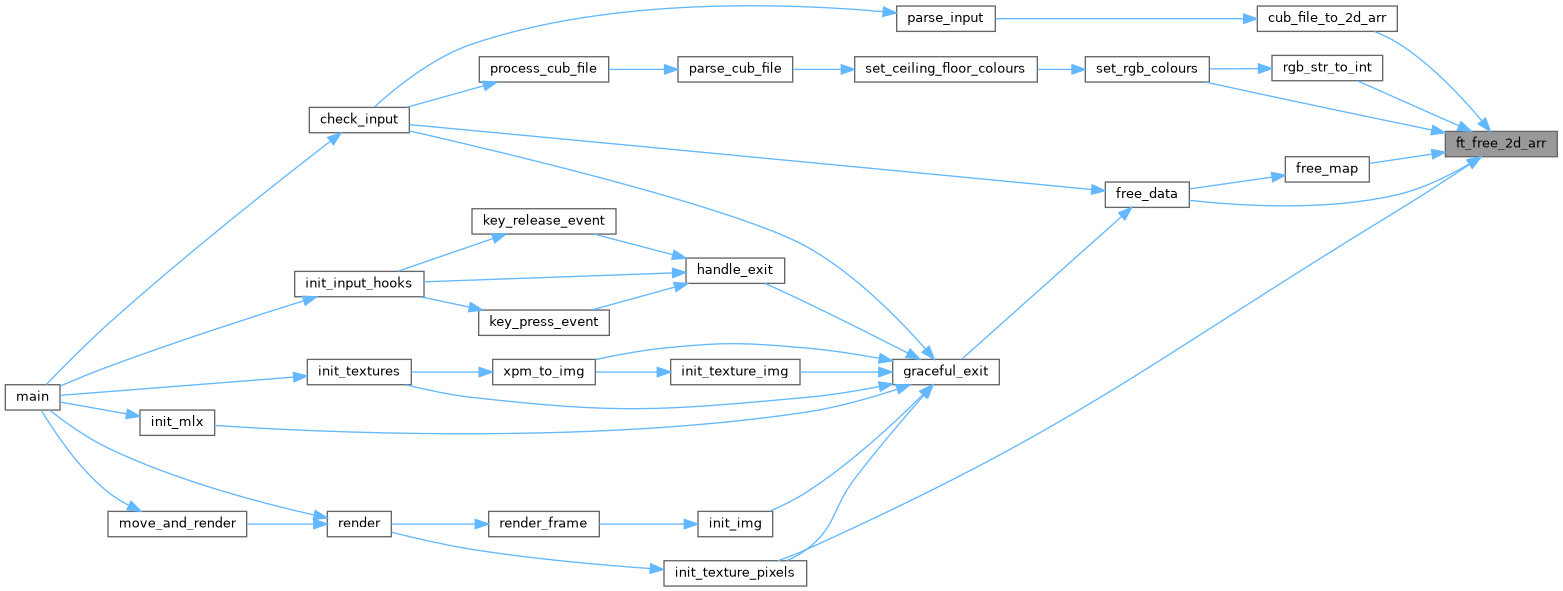 parse_input
cub_file_to_2d_arr
process_cub_file
parse_cub_file
set_ceiling_floor_colours
set_rgb_colours
rgb_str_to_int
check_input
ft_free_2d_arr
free_map
free_data
key_release_event
handle_exit
init_input_hooks
key_press_event
init_textures
xpm_to_img
init_texture_img
graceful_exit
main
init_mlx
move_and_render
render
render_frame
init_img
init_texture_pixels